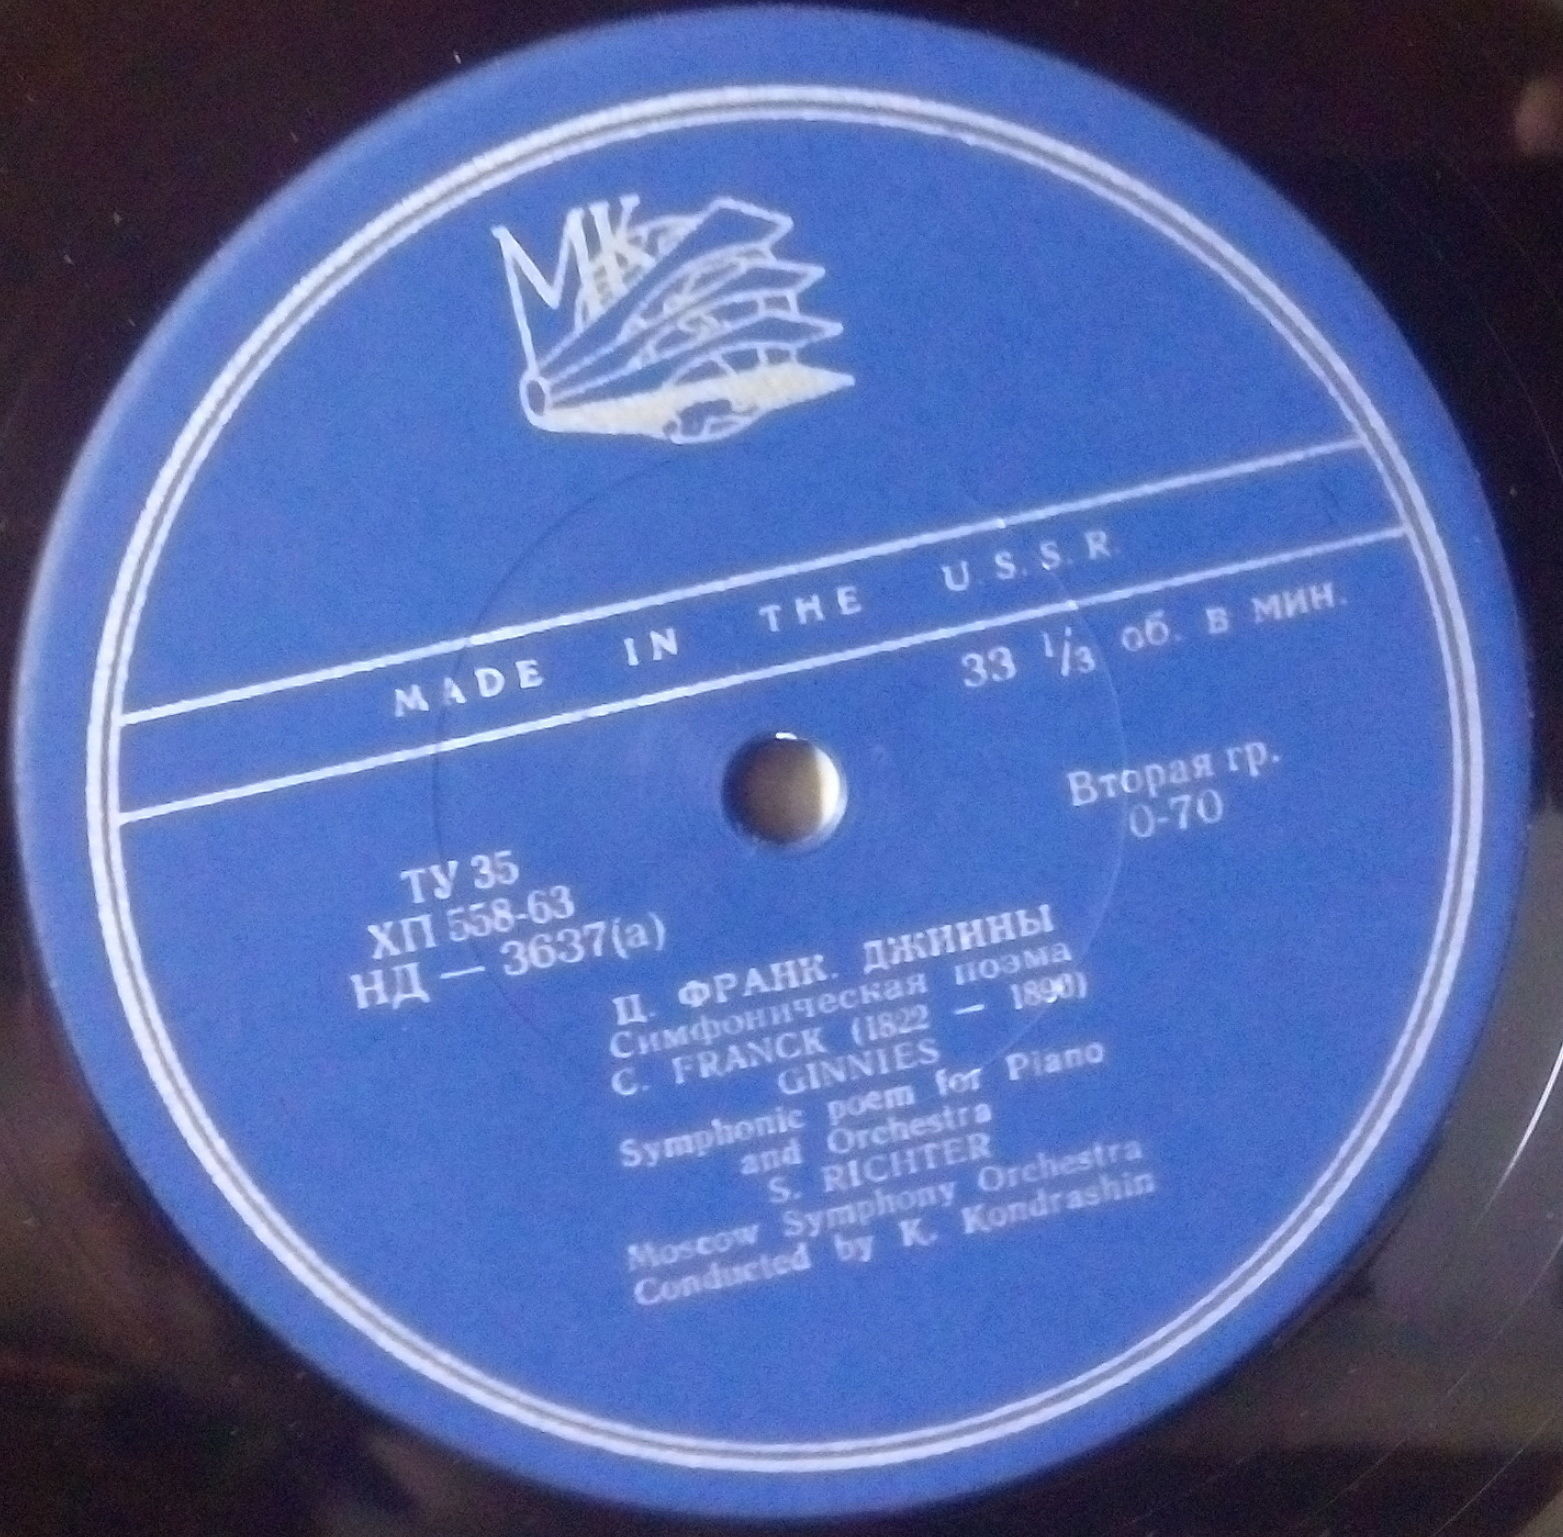 МК
MADE IN THE U.S.S.R.
33 1/3 об. в мин.
Вторая гр.
0-70
ТУ 35
ХП 558-63
НД — 3637(а)
Ц. ФРАНК. ДЖИННЫ
Симфоническая поэма
C. FRANCK (1822 — 1890)
GINNIES
Symphonic poem for Piano
and Orchestra
S. RICHTER
Moscow Symphony Orchestra
Conducted by K. Kondrashin